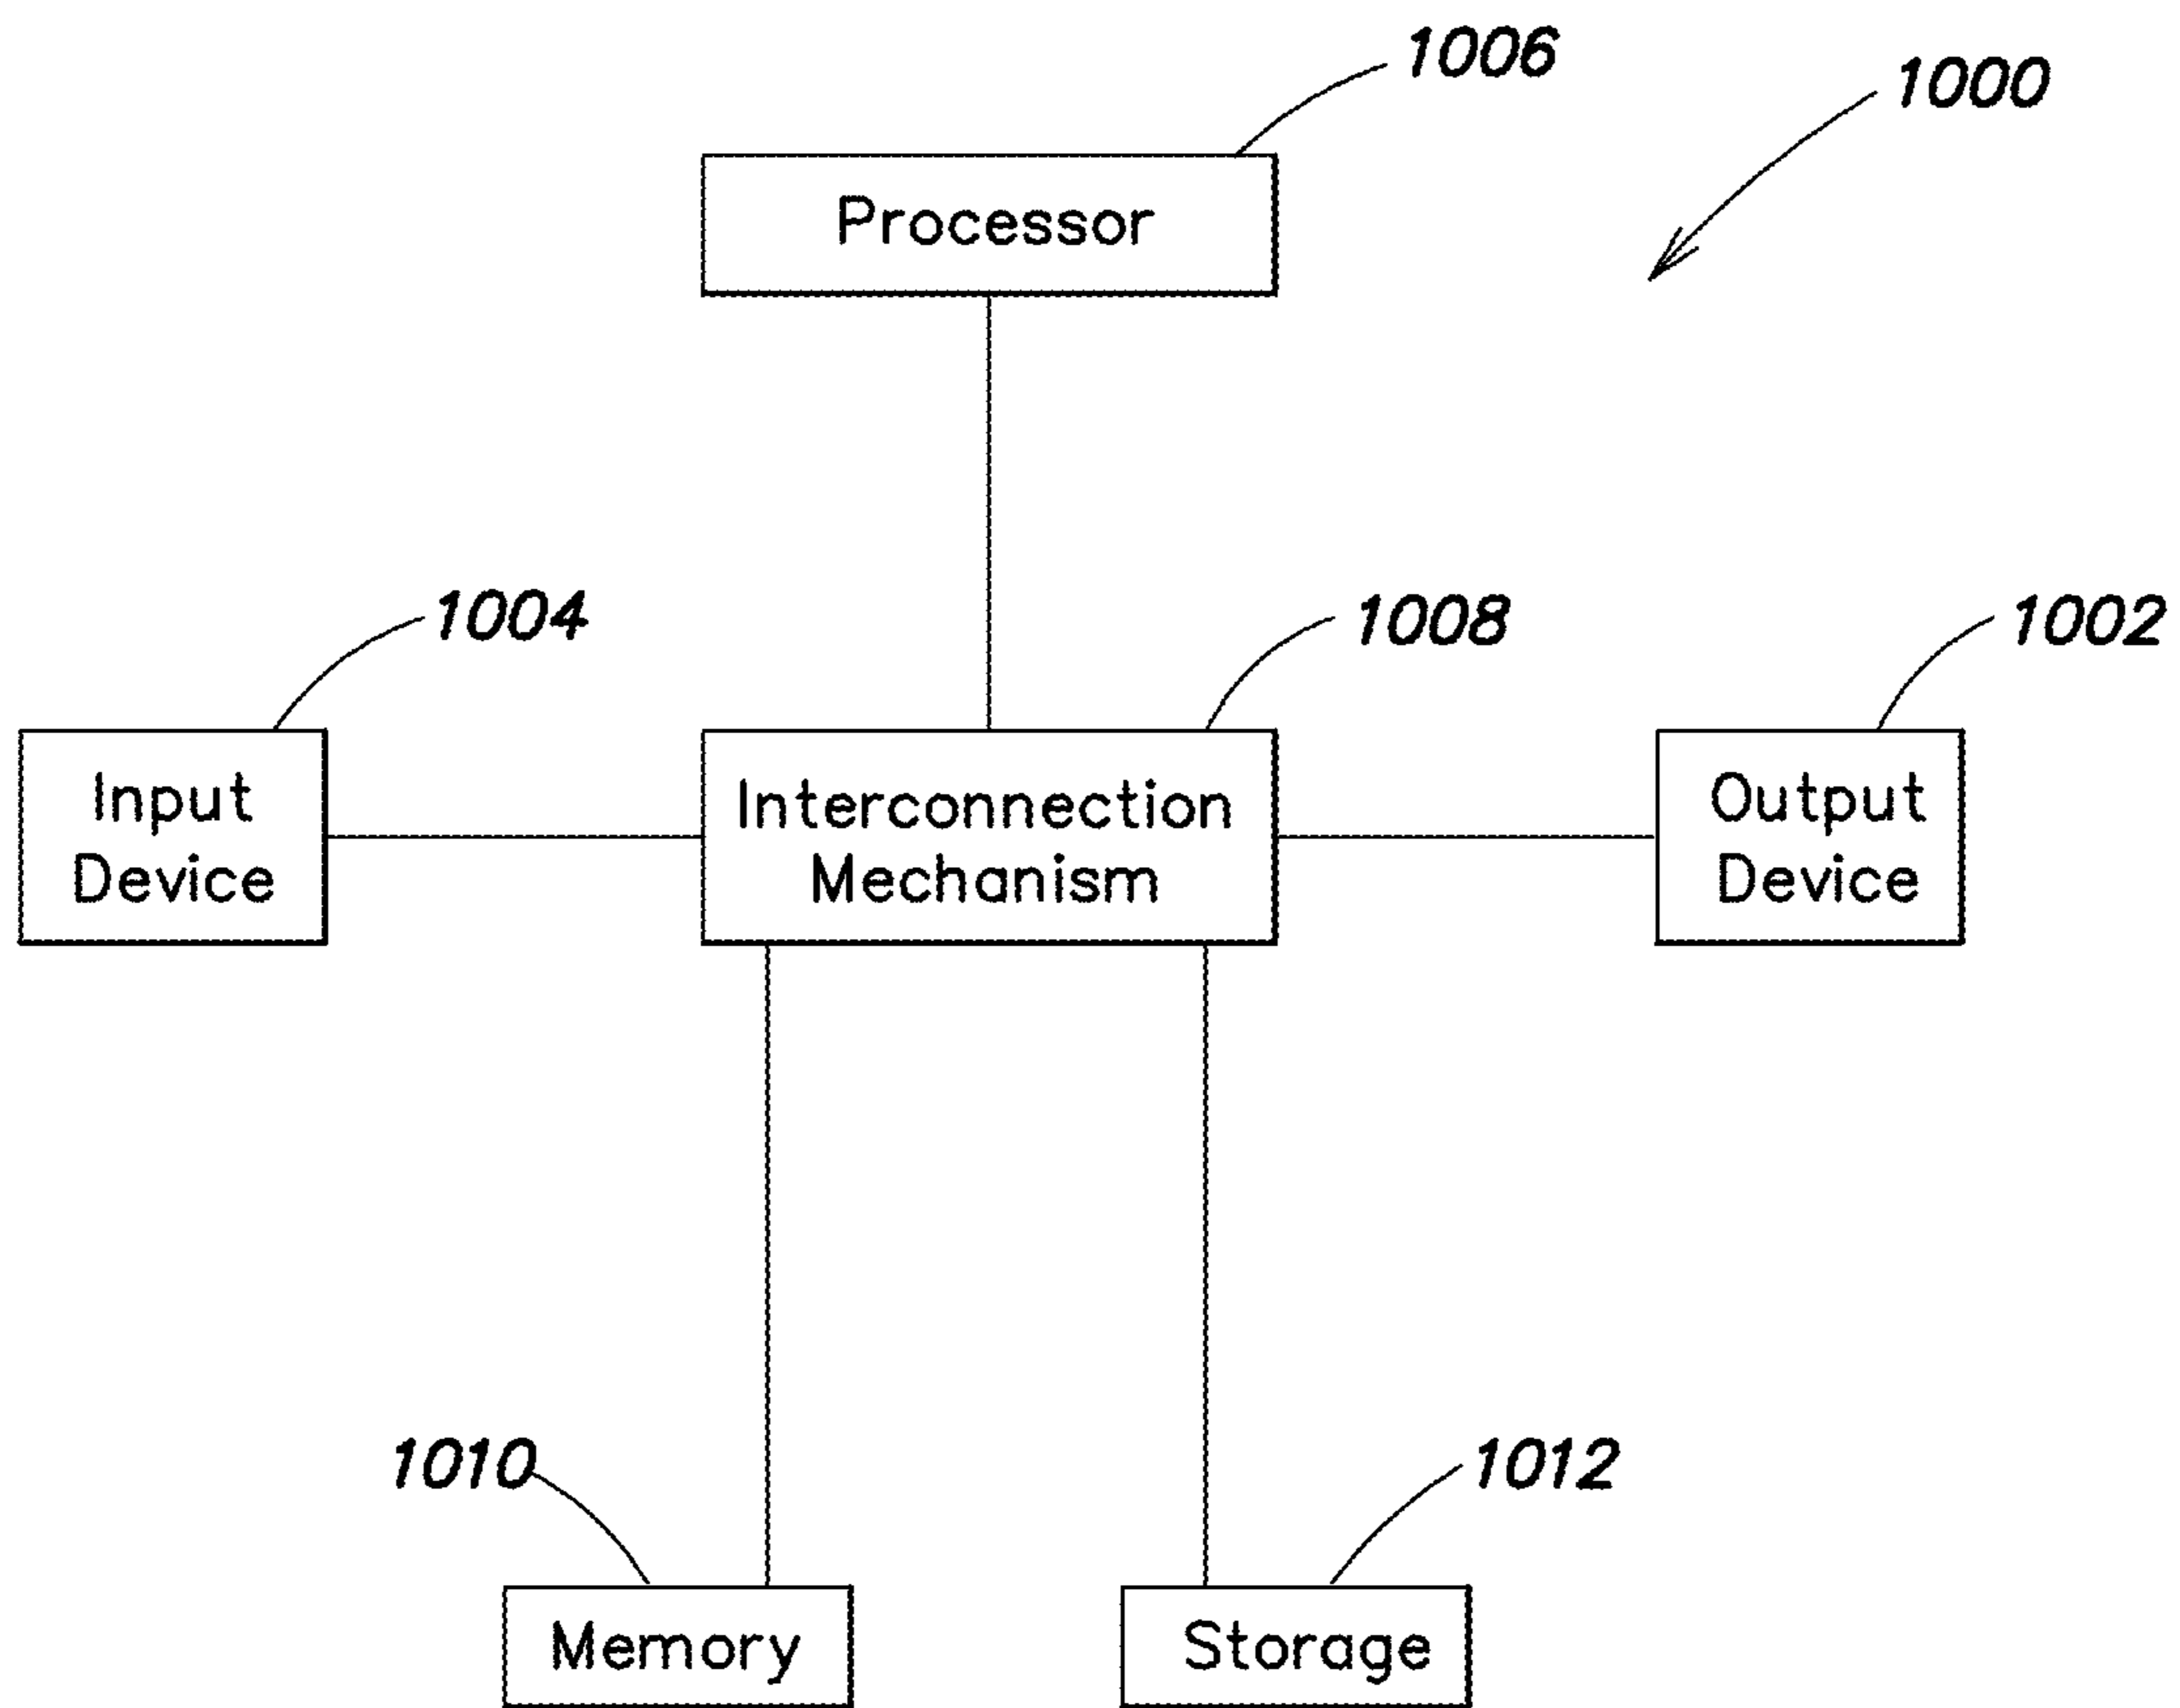 1006
1000
Processor
1004
1008
1002
Input
Device
Interconnection
Mechanism
Output
Device
1010
1012
Memory
Storage